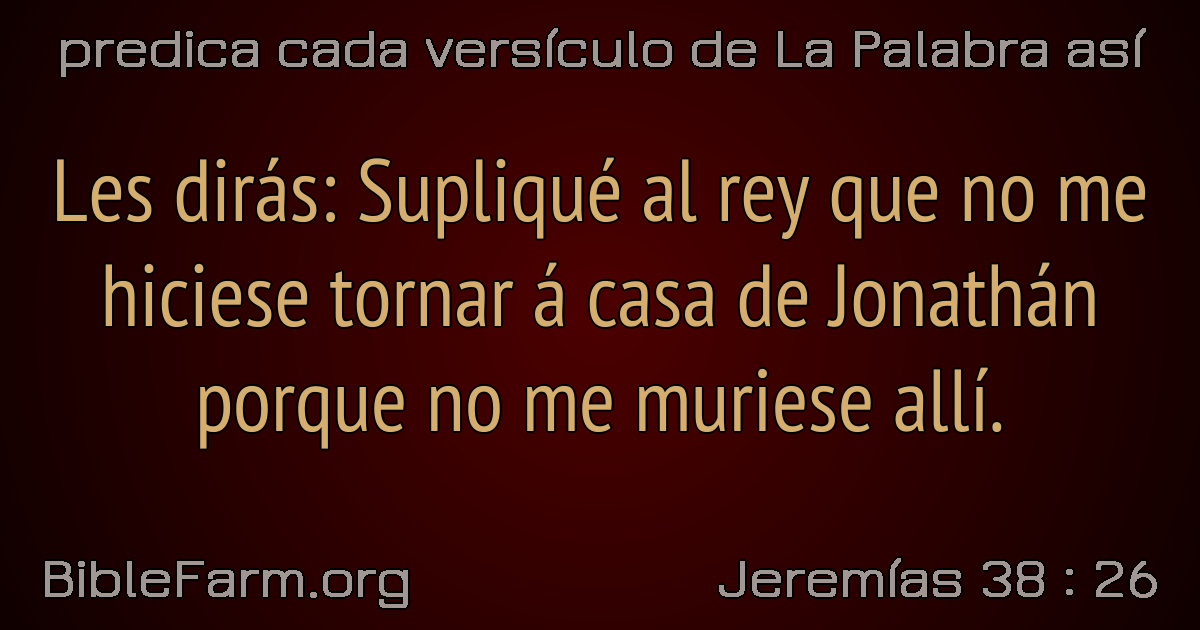 predica cada versículo de La Palabra así
Les dirás: Supliqué al rey que no me
hiciese tornar á casa de Jonathán
porque no me muriese allí.
BibleFarm.org
Jeremías 38 : 26